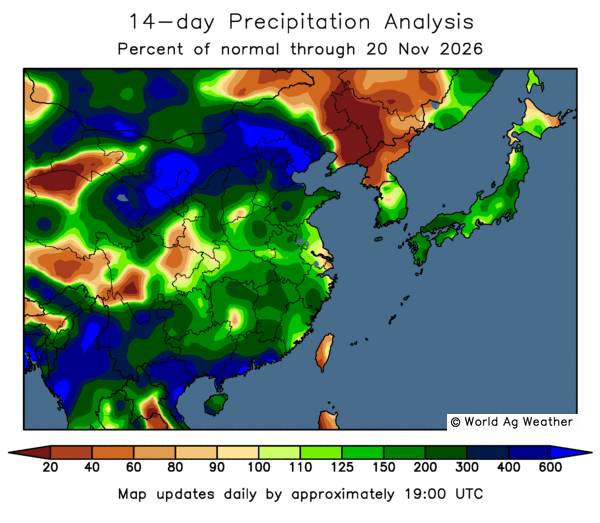 14-day Precipitation Analysis
Percent of normal through 20 Nov 2026
© World Ag Weather
20 40 60 80 90 100 110 125 150 200 300 400 600
Map updates daily by approximately 19:00 UTC